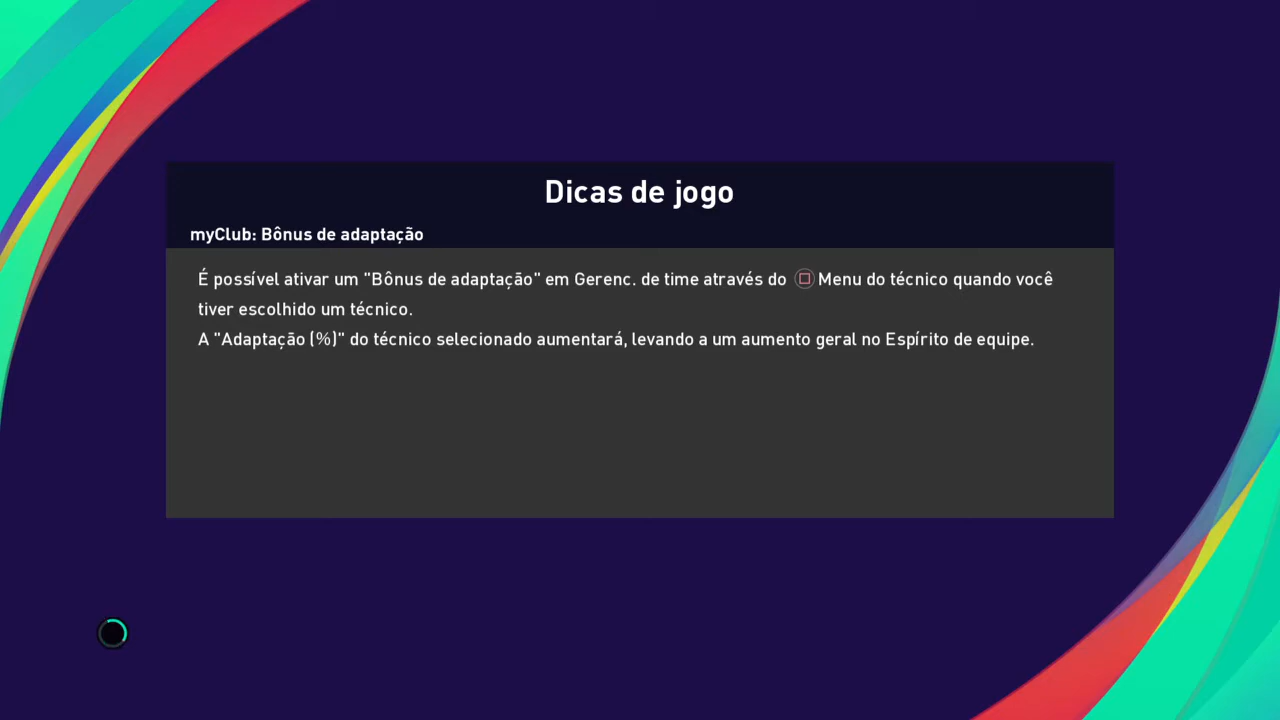 Dicas de jogo
myClub: Bônus de adaptação
É possível ativar um "Bônus de adaptação" em Gerenc. de time através do Menu do técnico quando você
tiver escolhido um técnico.
A "Adaptação (%)" do técnico selecionado aumentará, levando a um aumento geral no Espírito de equipe.